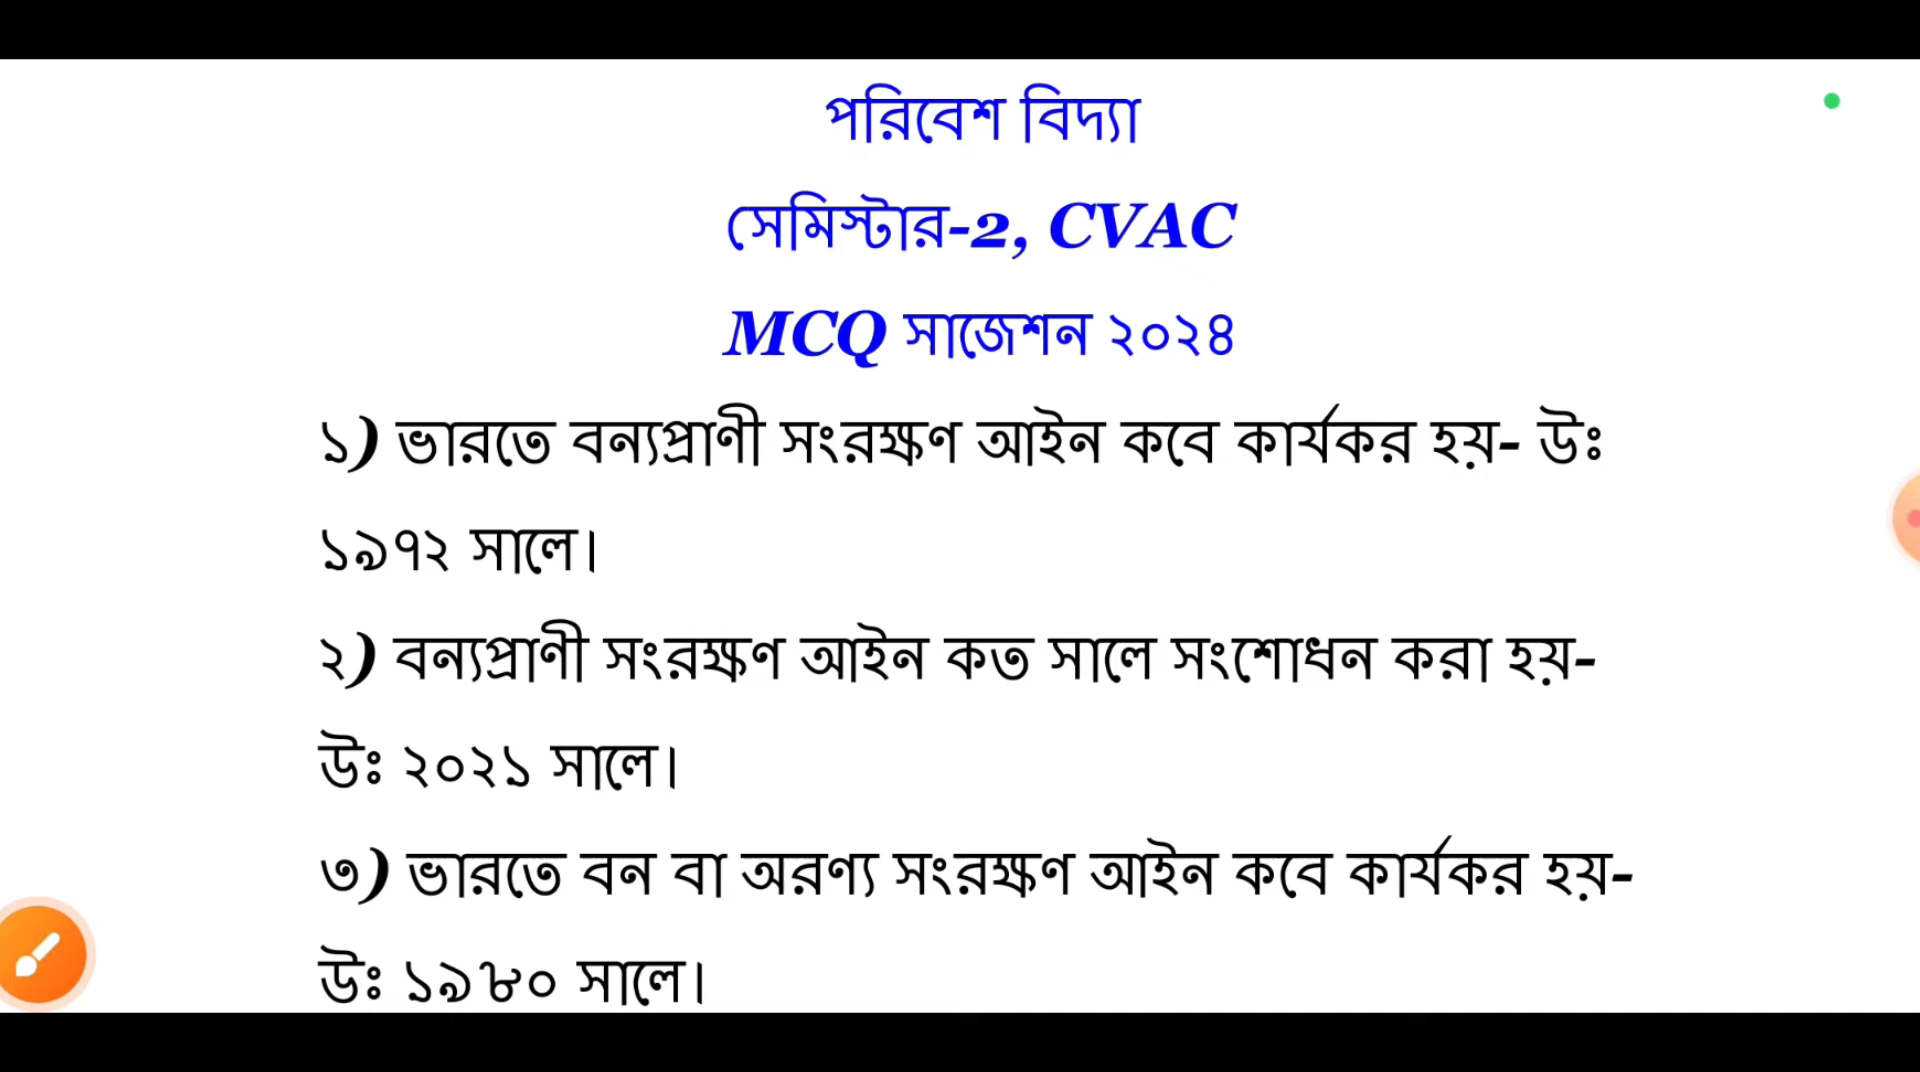 পরিবেশ বিদ্যা
সেমিস্টার-2, CVAC
MCQ সাজেশন ২০২৪
১) ভারতে বন্যপ্রাণী সংরক্ষণ আইন কবে কার্যকর হয়- উঃ
১৯৭২ সালে।
২) বন্যপ্রাণী সংরক্ষণ আইন কত সালে সংশোধন করা হয়-
উঃ ২০২১ সালে।
৩) ভারতে বন বা অরণ্য সংরক্ষণ আইন কবে কার্যকর হয়-
উঃ ১৯৮০ সালে।